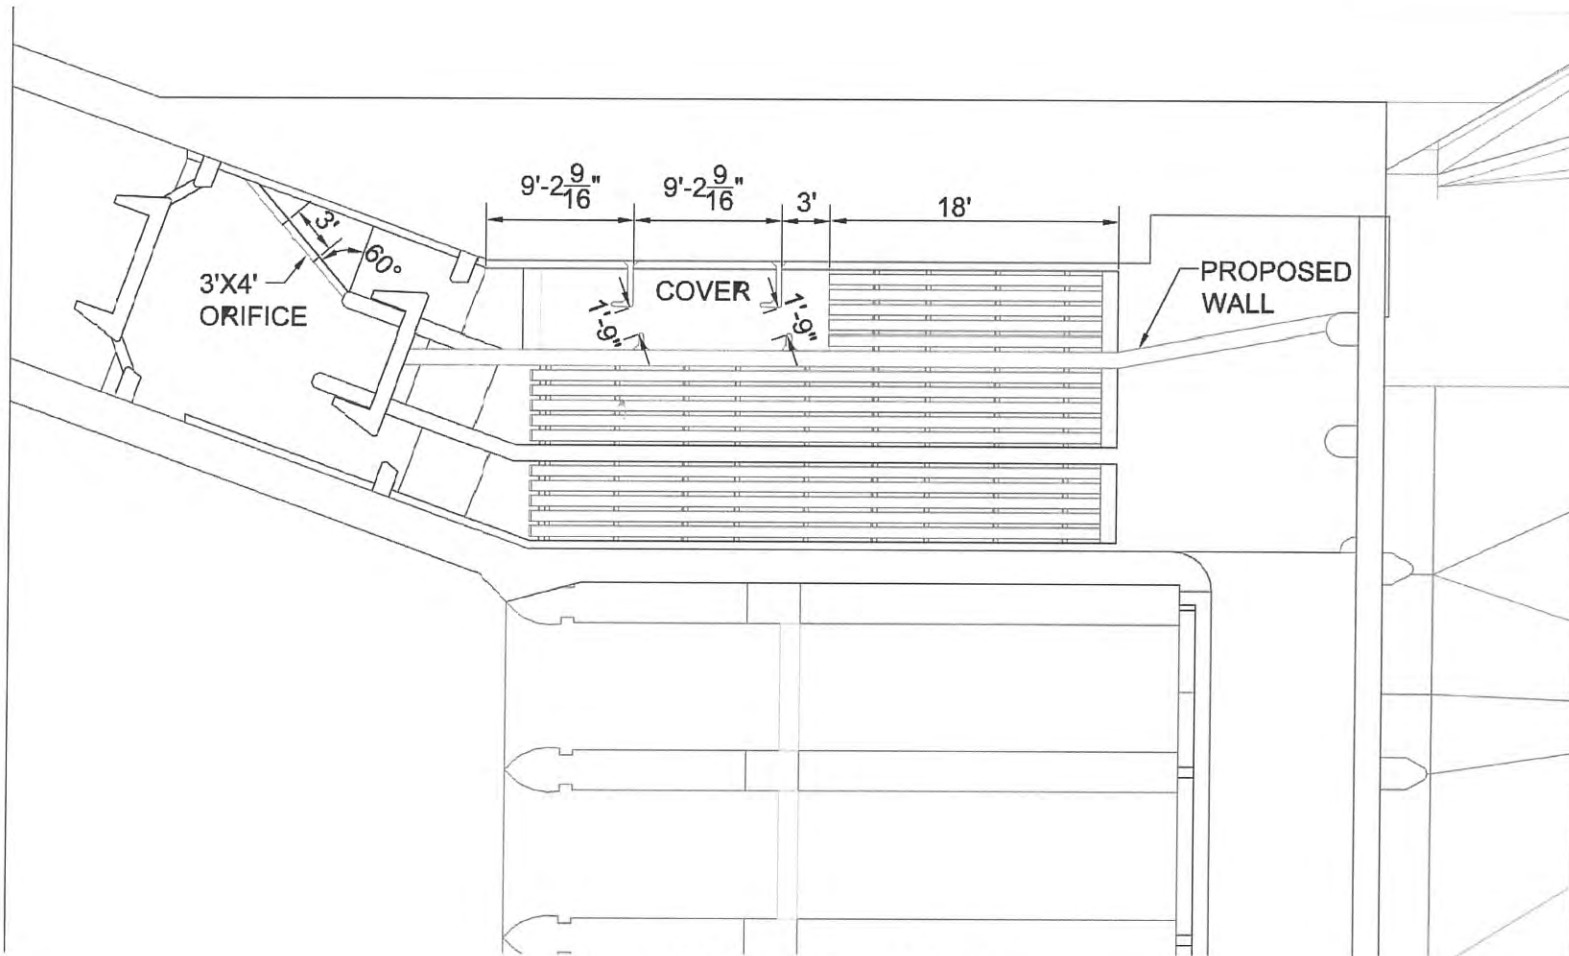 9'-2 9/16"
9'-2 9/16"
3'
18'
3'
60°
3'X4'
ORIFICE
COVER
1'-9"
1'-9"
PROPOSED
WALL